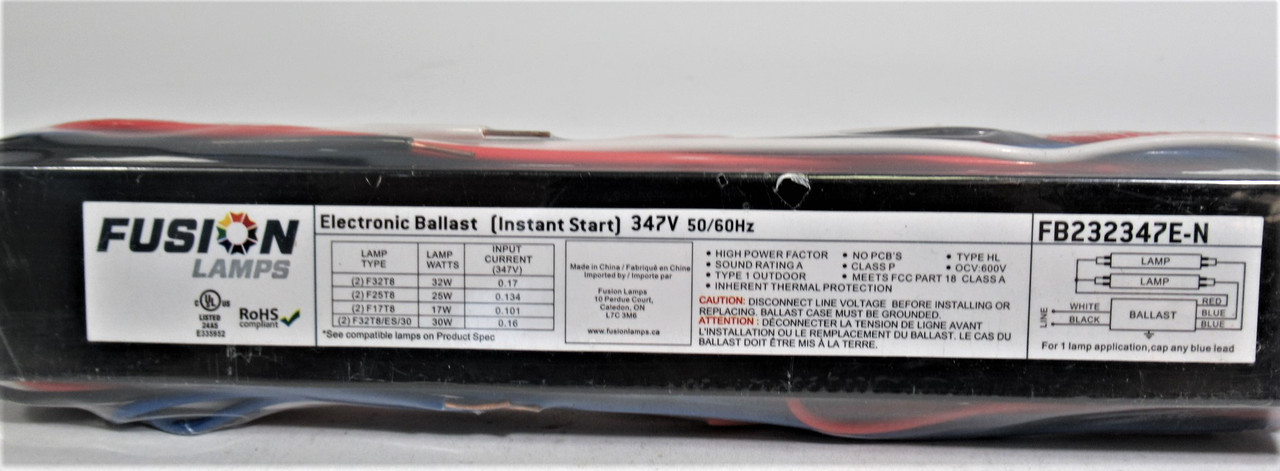 FUSION
LAMPS
C UL US
LISTED
24A5
E335952
RoHS
compliant
Electronic Ballast (Instant Start) 347V 50/60Hz
LAMP TYPE LAMP WATTS INPUT CURRENT (347V)
(2) F32T8 32W 0.17
(2) F25T8 25W 0.134
(2) F17T8 17W 0.101
(2) F32T8/ES/30 30W 0.16
*See compatible lamps on Product Spec
Made in China / Fabriqué en Chine
Imported by / Importe par
Fusion Lamps
10 Perdue Court,
Caledon, ON
L7C 3M6
www.fusionlamps.ca
• HIGH POWER FACTOR • NO PCB'S • TYPE HL
• SOUND RATING A • CLASS P • OCV:600V
• TYPE 1 OUTDOOR • MEETS FCC PART 18 CLASS A
• INHERENT THERMAL PROTECTION
CAUTION: DISCONNECT LINE VOLTAGE BEFORE INSTALLING OR
REPLACING. BALLAST CASE MUST BE GROUNDED.
ATTENTION : DÉCONNECTER LA TENSION DE LIGNE AVANT
L'INSTALLATION OU LE REMPLACEMENT DU BALLAST. LE CAS DU
BALLAST DOIT ÊTRE MIS À LA TERRE.
FB232347E-N
LAMP
LAMP
LINE
WHITE
BLACK
BALLAST
RED
BLUE
BLUE
For 1 lamp application,cap any blue lead